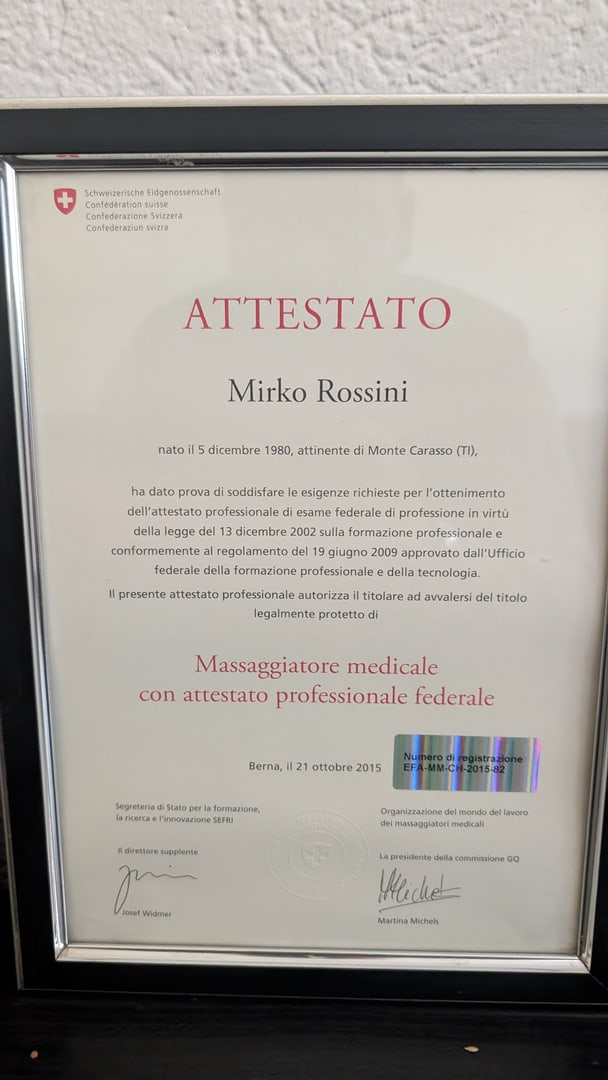 Schweizerische Eidgenossenschaft
Confédération suisse
Confederazione Svizzera
Confederaziun svizra
ATTESTATO
Mirko Rossini
nato il 5 dicembre 1980, attinente di Monte Carasso (TI),
ha dato prova di soddisfare le esigenze richieste per l'ottenimento
dell'attestato professionale di esame federale di professione in virtù
della legge del 13 dicembre 2002 sulla formazione professionale e
conformemente al regolamento del 19 giugno 2009 approvato dall'Ufficio
federale della formazione professionale e della tecnologia.
Il presente attestato professionale autorizza il titolare ad avvalersi del titolo
legalmente protetto di
Massaggiatore medicale
con attestato professionale federale
Numero di registrazione
EFA-MM-CH-2015-82
Berna, il 21 ottobre 2015
Segreteria di Stato per la formazione,
la ricerca e l'innovazione SEFRI
Il direttore supplente
Josef Widmer
Organizzazione del mondo del lavoro
dei massaggiatori medicali
La presidente della commissione GQ
Martina Michels